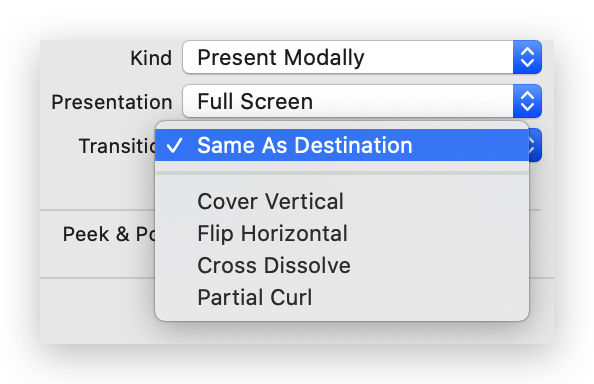 Kind Present Modally
Presentation Full Screen
Transitio ✓ Same As Destination
Cover Vertical
Flip Horizontal
Peek & Po
Cross Dissolve
Partial Curl